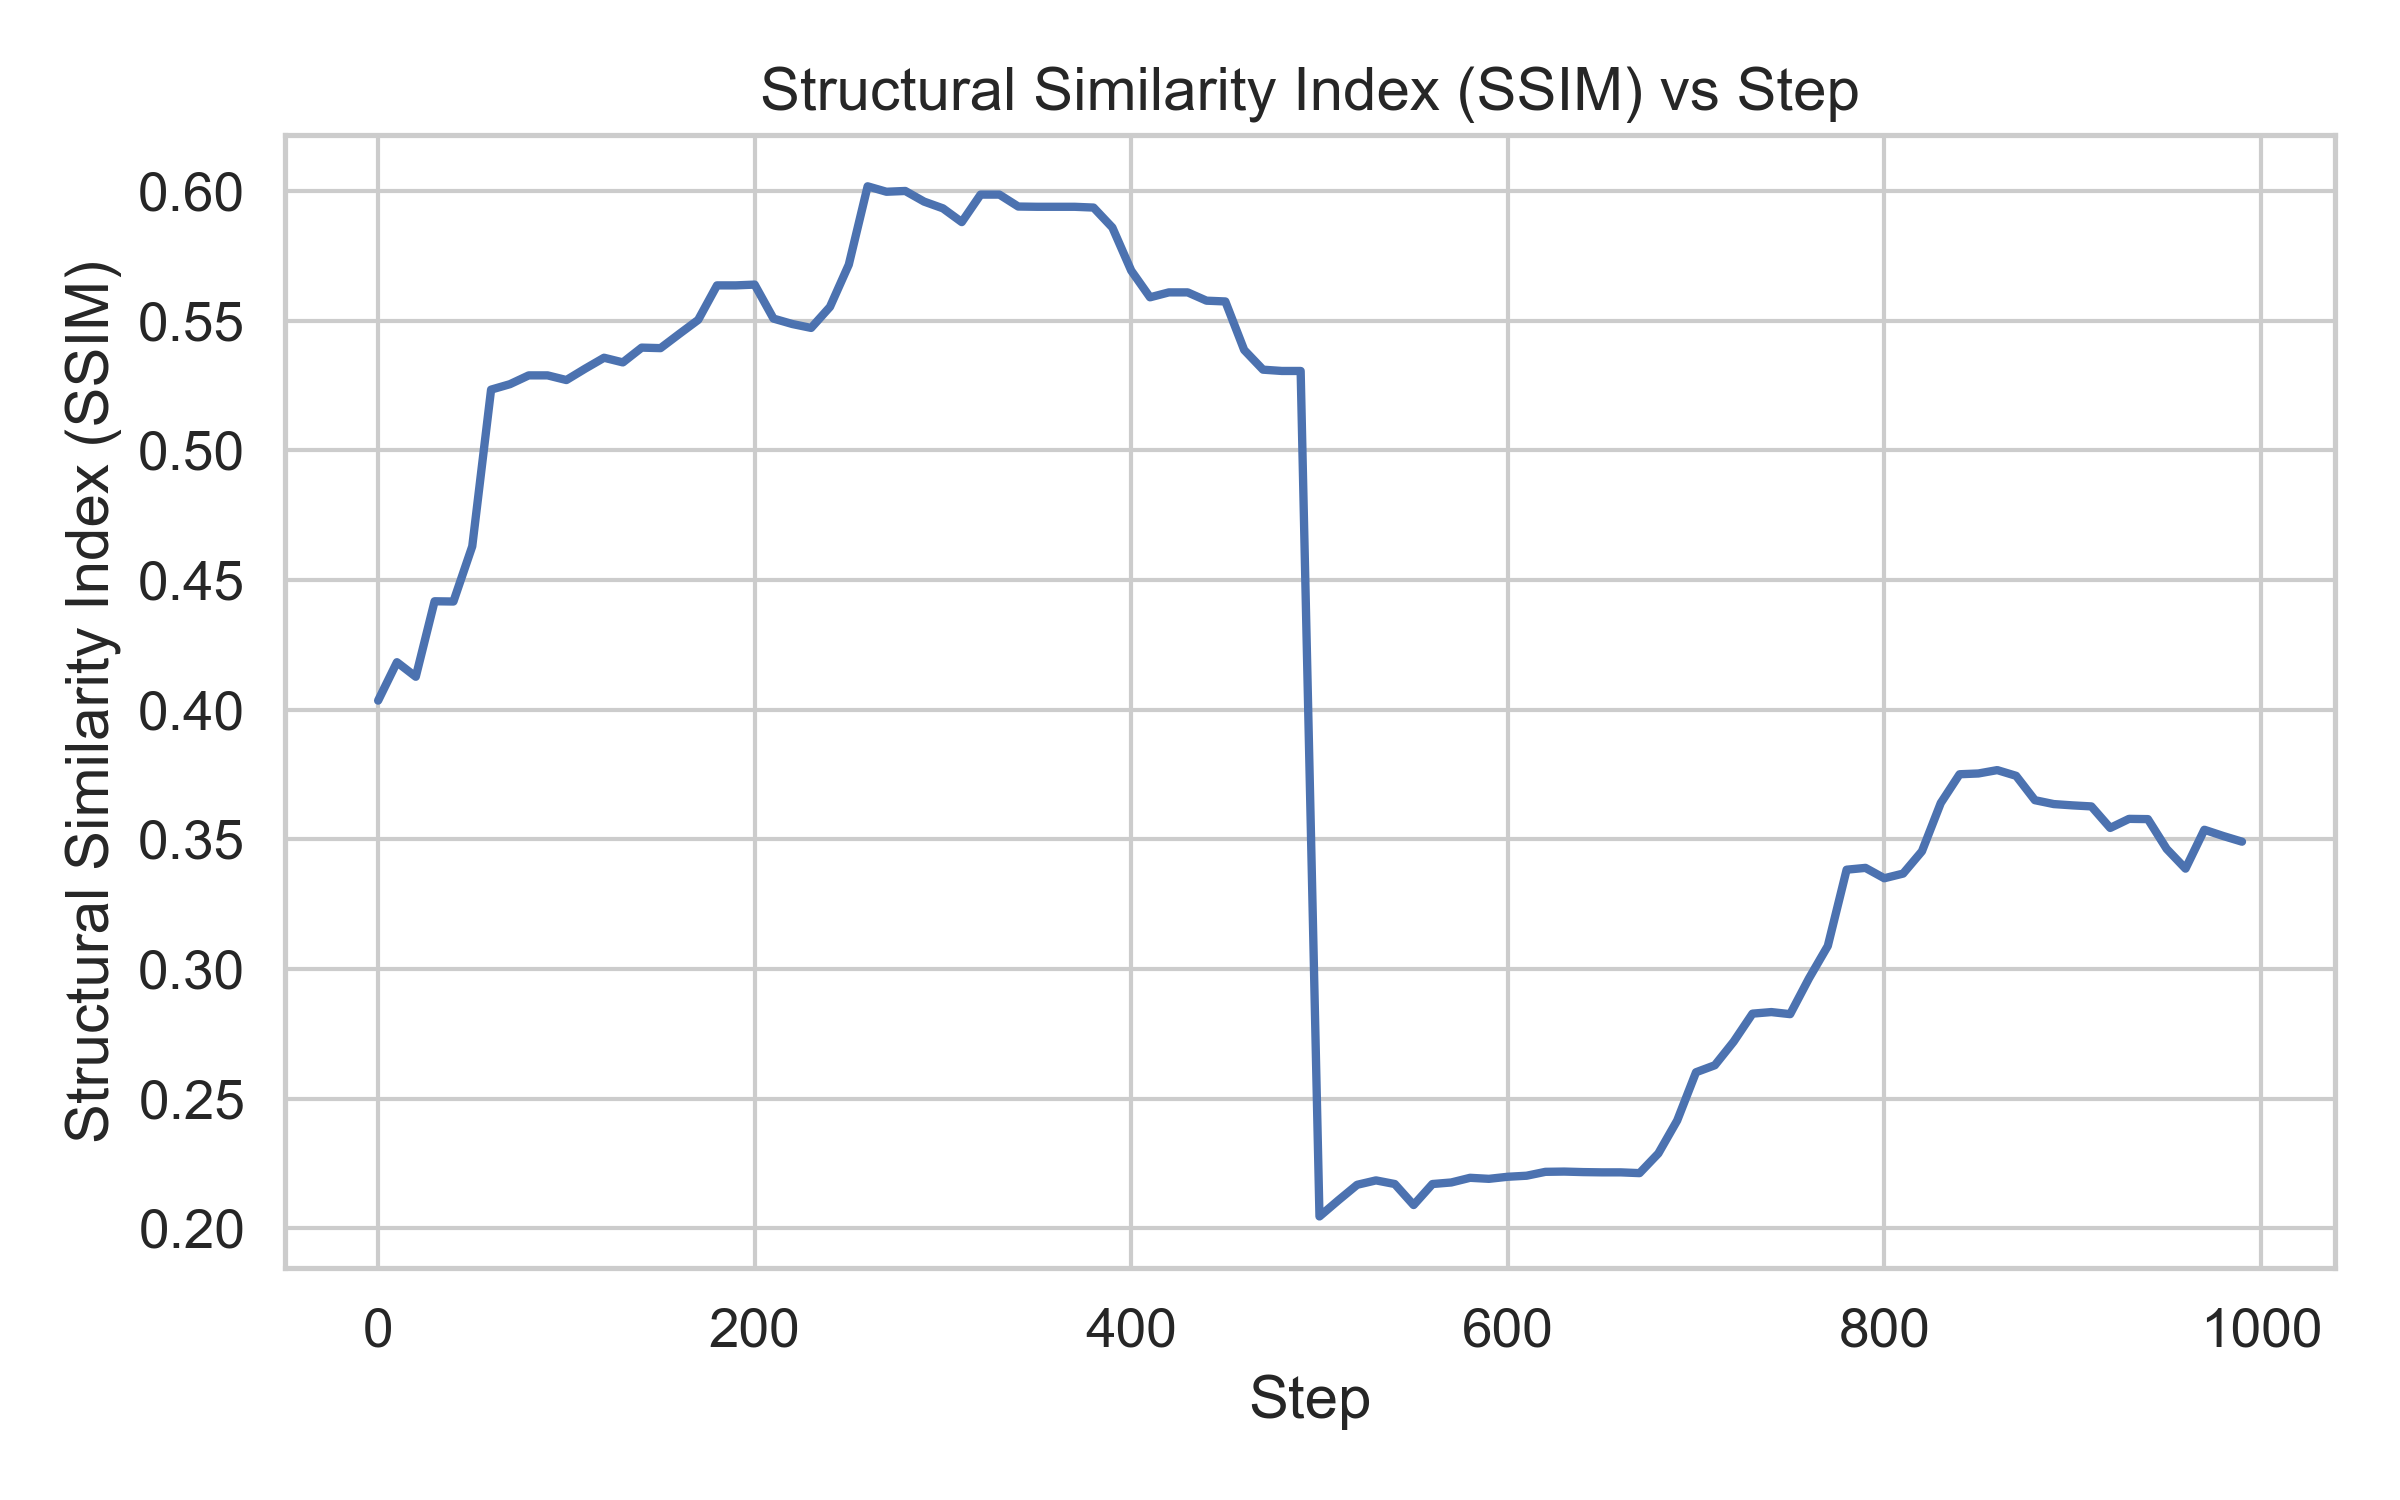 Structural Similarity Index (SSIM) vs Step
Structural Similarity Index (SSIM)
0.60
0.55
0.50
0.45
0.40
0.35
0.30
0.25
0.20
0 200 400 600 800 1000
Step